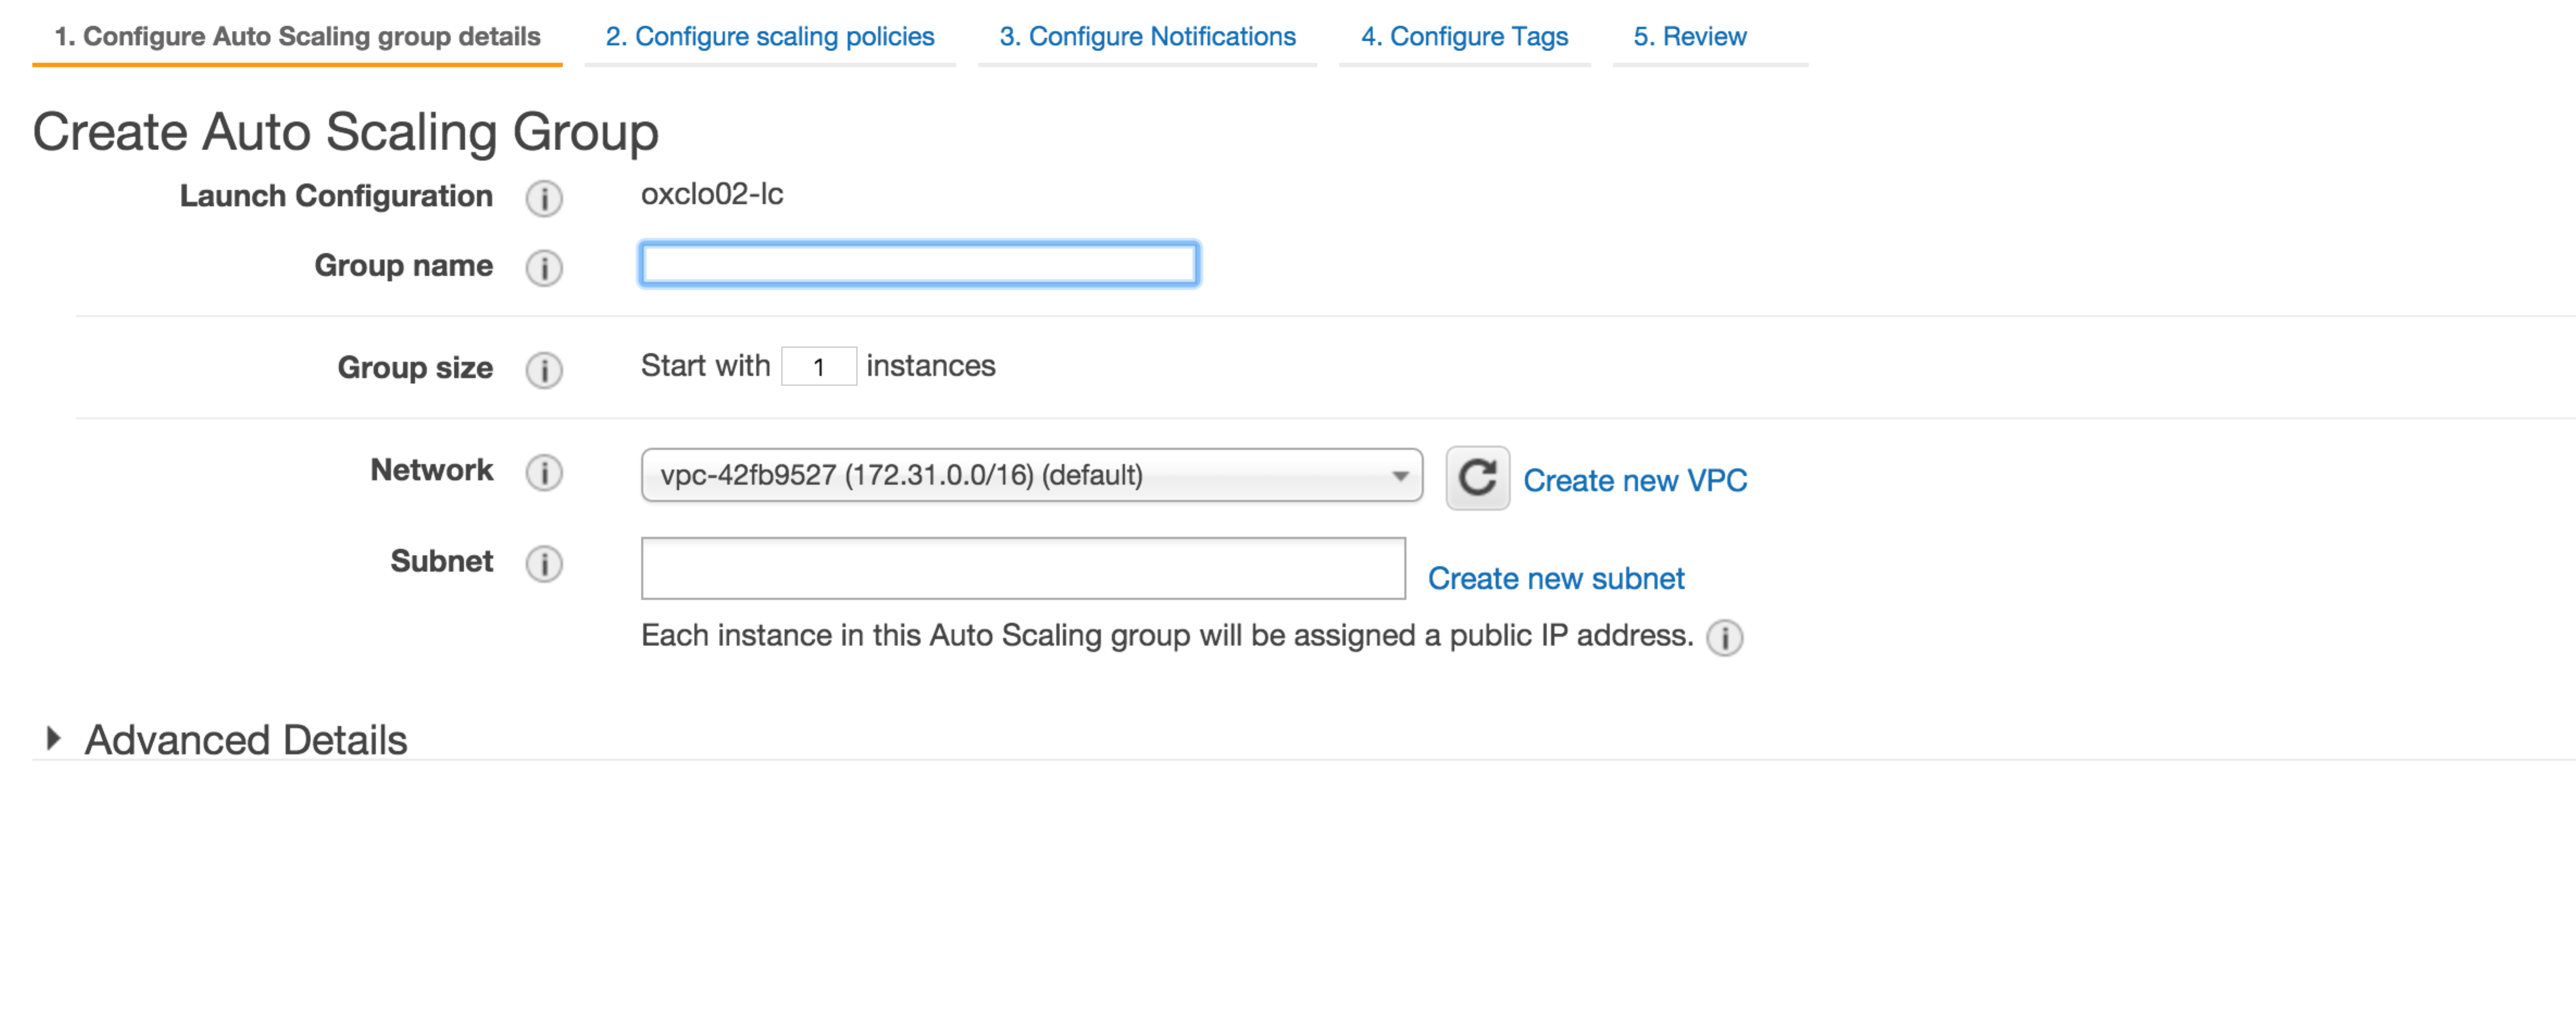 1. Configure Auto Scaling group details 2. Configure scaling policies 3. Configure Notifications 4. Configure Tags 5. Review
Create Auto Scaling Group
Launch Configuration i oxclo02-lc
Group name i
Group size i Start with 1 instances
Network i vpc-42fb9527 (172.31.0.0/16) (default) Create new VPC
Subnet i Create new subnet
Each instance in this Auto Scaling group will be assigned a public IP address. i
Advanced Details